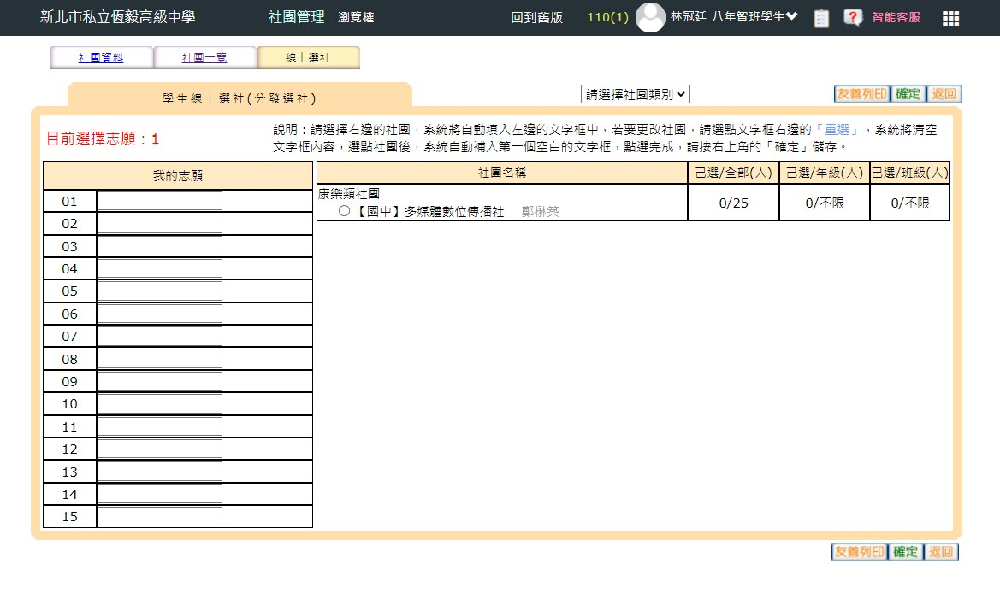 新北市私立恆毅高級中學 社團管理 瀏覽權 回到舊版 110(1) 林冠廷 八年智班學生 智能客服
社團資料 社團一覽 線上選社
學生線上選社(分發選社) 請選擇社團類別 友善列印 確定 返回
目前選擇志願：1
說明：請選擇右邊的社團，系統將自動填入左邊的文字框中，若要更改社團，請選點文字框右邊的「重選」，系統將清空
文字框內容，選點社團後，系統自動補入第一個空白的文字框，點選完成，請按右上角的「確定」儲存。
我的志願 社團名稱 已選/全部(人) 已選/年級(人) 已選/班級(人)
康樂類社團
【國中】多媒體數位傳播社 鄭楙築 0/25 0/不限 0/不限
01
02
03
04
05
06
07
08
09
10
11
12
13
14
15
友善列印 確定 返回